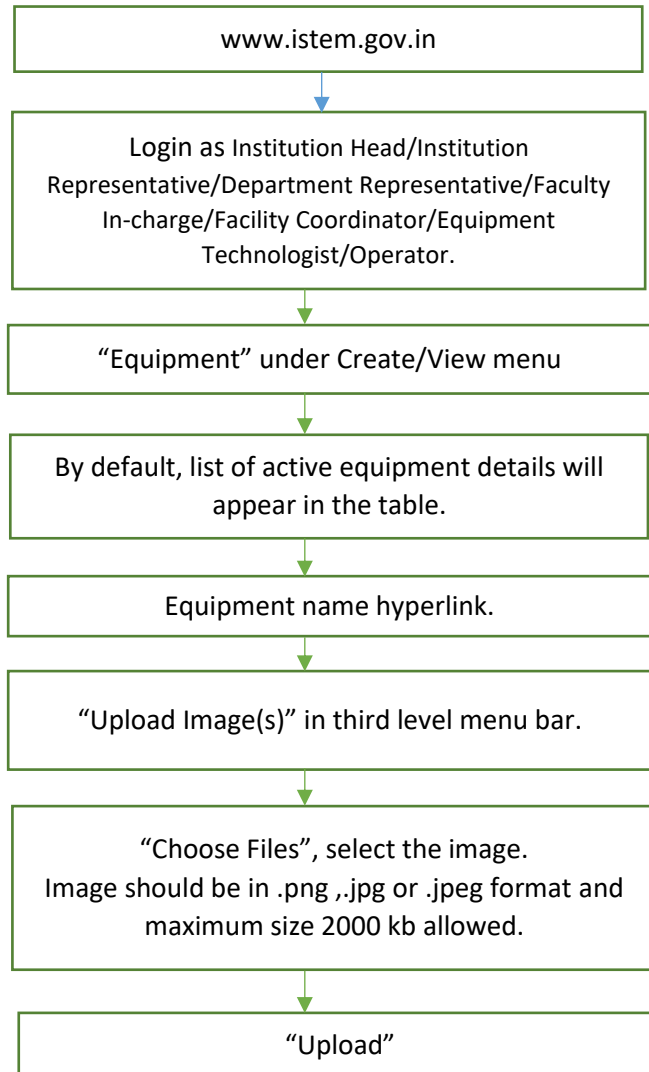 www.istem.gov.in
Login as Institution Head/Institution
Representative/Department Representative/Faculty
In-charge/Facility Coordinator/Equipment
Technologist/Operator.
“Equipment” under Create/View menu
By default, list of active equipment details will
appear in the table.
Equipment name hyperlink.
“Upload Image(s)” in third level menu bar.
“Choose Files”, select the image.
Image should be in .png ,.jpg or .jpeg format and
maximum size 2000 kb allowed.
“Upload”